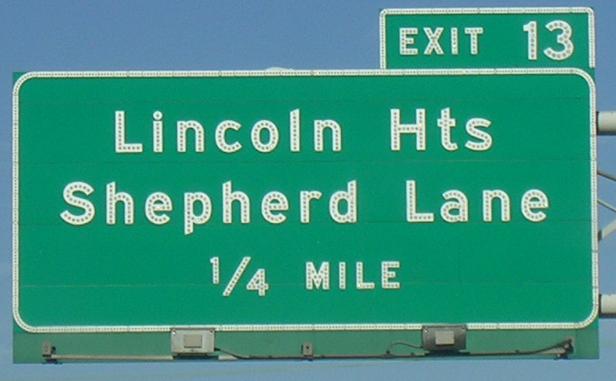 EXIT 13
Lincoln Hts
Shepherd Lane
1/4 MILE